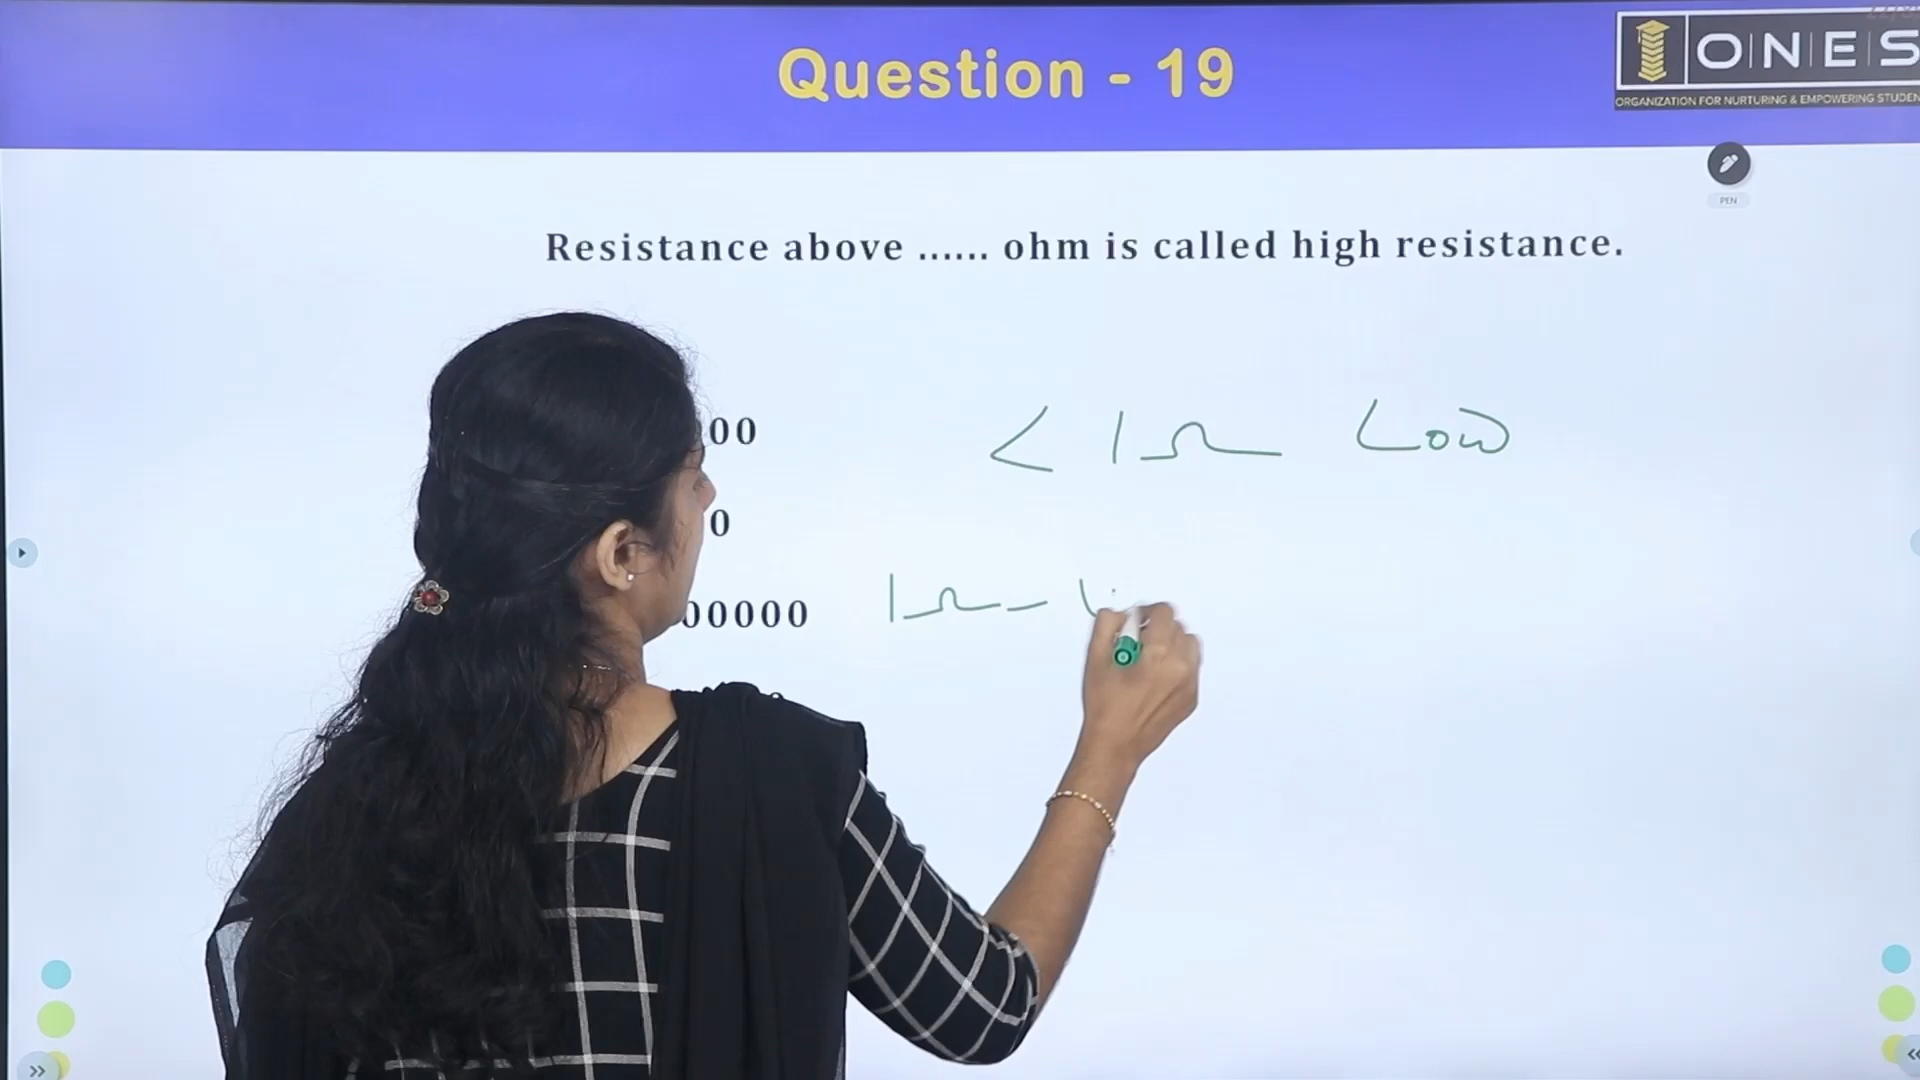 Question - 19
ONES
ORGANIZATION FOR NURTURING & EMPOWERING STUDEN
PEN
Resistance above ...... ohm is called high resistance.
00
< 1Ω Low
0
00000
1Ω -